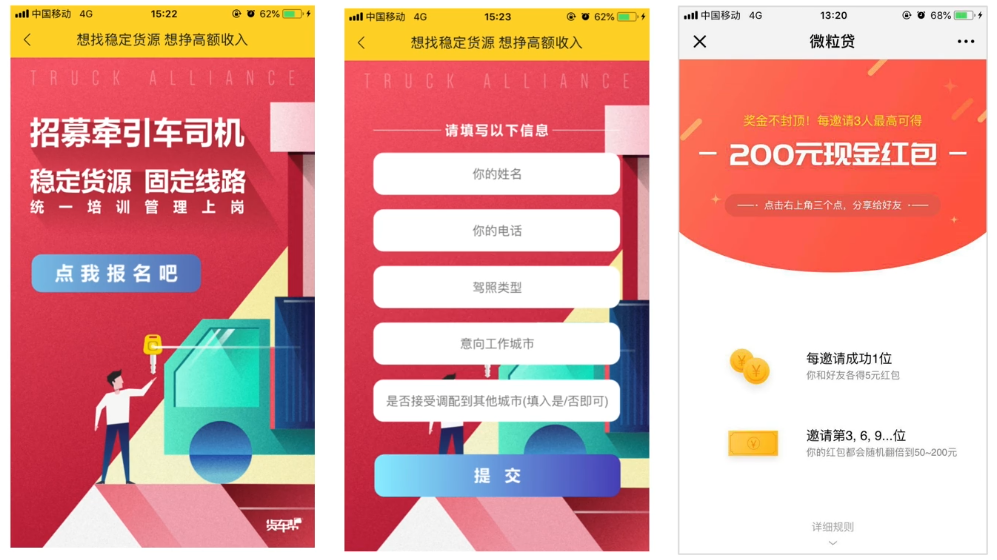 中国移动 4G 15:22 62%
想找稳定货源 想挣高额收入
TRUCK ALLIANCE
招募牵引车司机
稳定货源 固定线路
统一培训管理上岗
点我报名吧
货车帮
中国移动 4G 15:23 62%
想找稳定货源 想挣高额收入
TRUCK ALLIANCE
请填写以下信息
你的姓名
你的电话
驾照类型
意向工作城市
是否接受调配到其他城市(填入是/否即可)
提交
中国移动 4G 13:20 68%
微粒贷
奖金不封顶！每邀请3人最高可得
200元现金红包
点击右上角三个点，分享给好友
每邀请成功1位
你和好友各得5元红包
邀请第3, 6, 9...位
你的红包都会随机翻倍到50~200元
详细规则